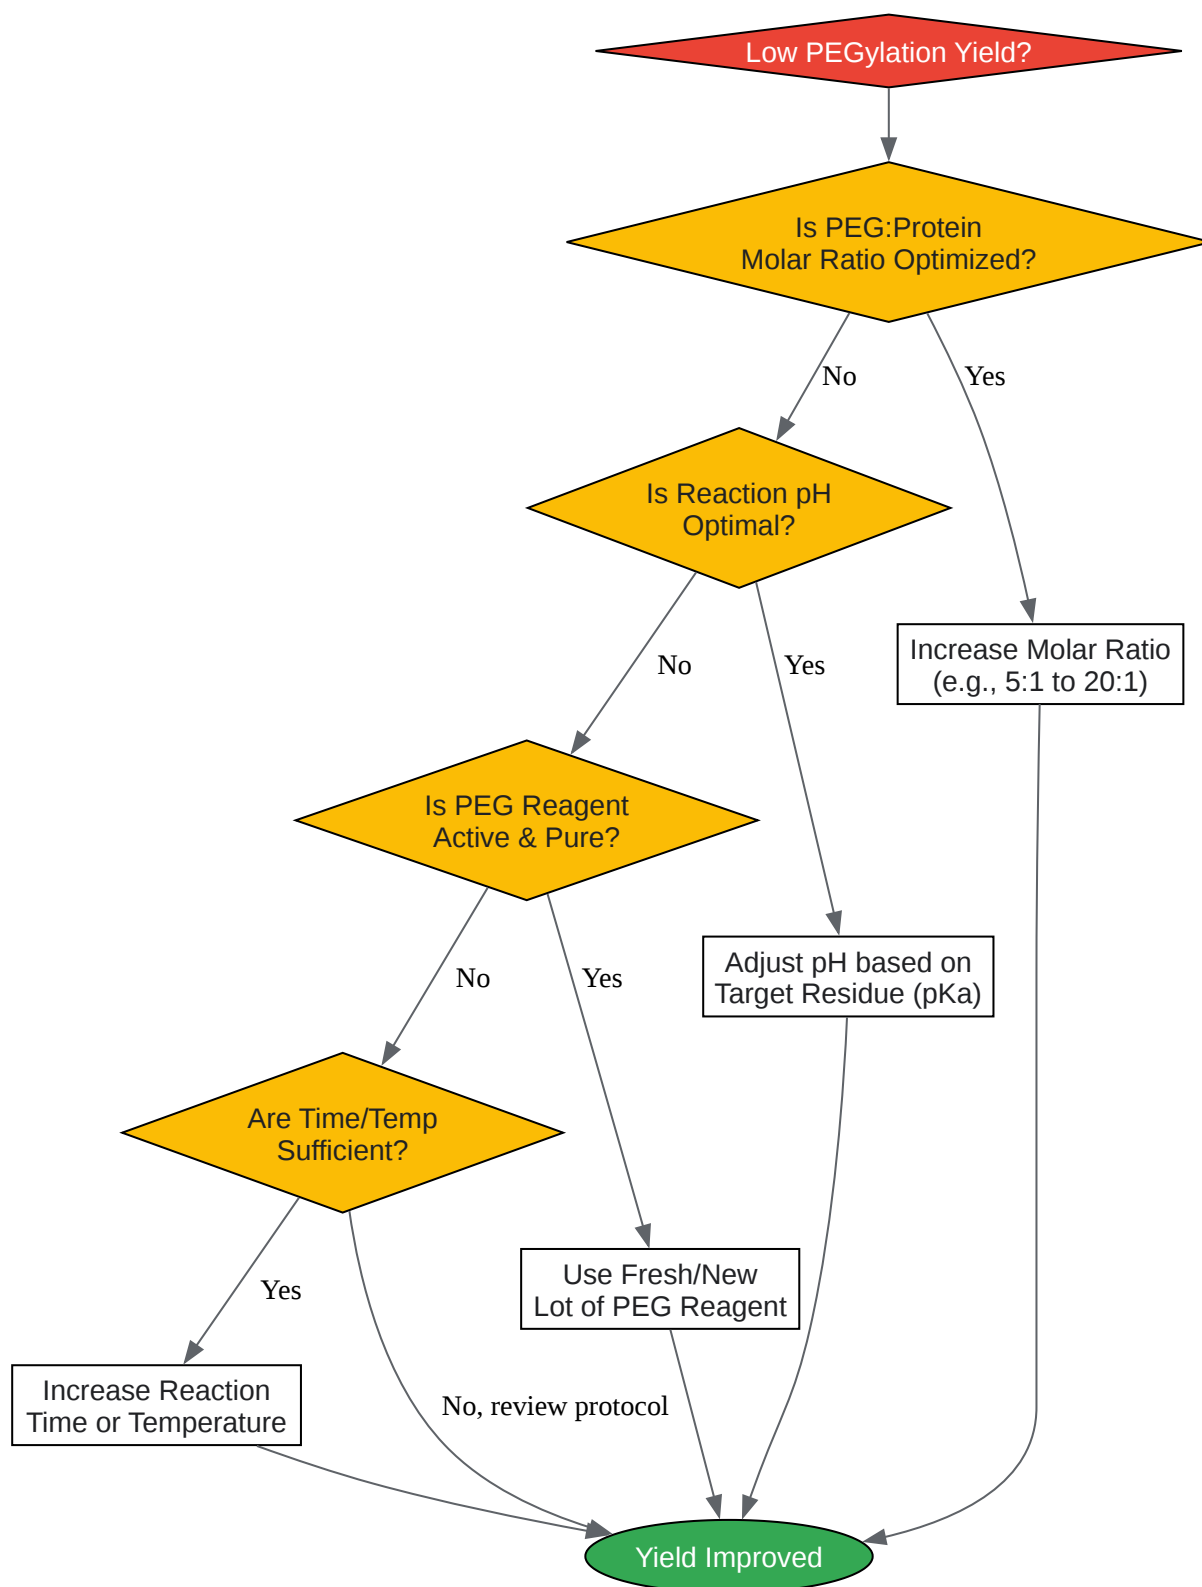 Low PEGylation Yield?
Is PEG:Protein
Molar Ratio Optimized?
No
Yes
Is Reaction pH
Optimal?
No
Yes
Increase Molar Ratio
(e.g., 5:1 to 20:1)
Is PEG Reagent
Active & Pure?
No
Yes
Adjust pH based on
Target Residue (pKa)
Are Time/Temp
Sufficient?
Yes
Use Fresh/New
Lot of PEG Reagent
Increase Reaction
Time or Temperature
No, review protocol
Yield Improved